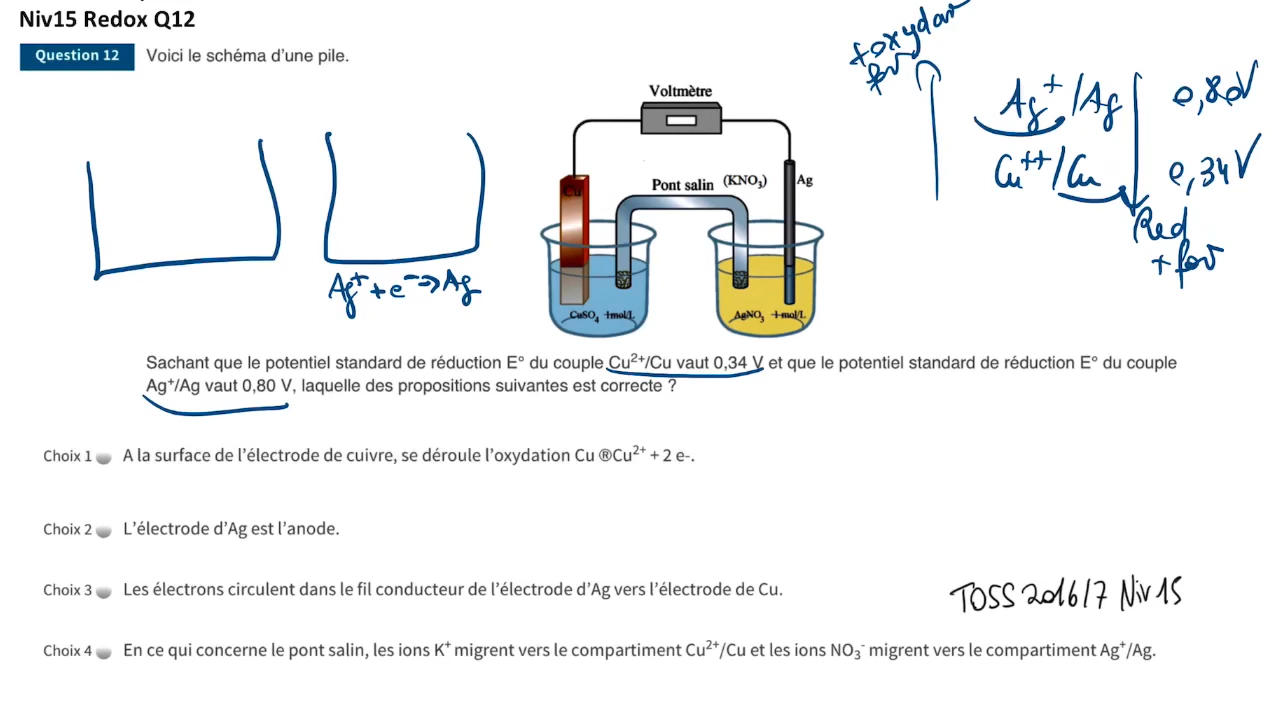 Niv15 Redox Q12
Question 12 Voici le schéma d'une pile.
+ oxydant
fort
Ag⁺/Ag 0,80V
Cu⁺⁺/Cu 0,34V
Red
+ fort
Voltmètre
Cu
Pont salin (KNO₃)
Ag
CuSO₄ 1mol/L
AgNO₃ 1mol/L
Ag⁺ + e⁻ → Ag
Sachant que le potentiel standard de réduction E° du couple Cu²⁺/Cu vaut 0,34 V et que le potentiel standard de réduction E° du couple
Ag⁺/Ag vaut 0,80 V, laquelle des propositions suivantes est correcte ?
Choix 1 A la surface de l'électrode de cuivre, se déroule l'oxydation Cu ®Cu²⁺ + 2 e-.
Choix 2 L'électrode d'Ag est l'anode.
Choix 3 Les électrons circulent dans le fil conducteur de l'électrode d'Ag vers l'électrode de Cu.
TOSS 2016/7 Niv 15
Choix 4 En ce qui concerne le pont salin, les ions K⁺ migrent vers le compartiment Cu²⁺/Cu et les ions NO₃⁻ migrent vers le compartiment Ag⁺/Ag.